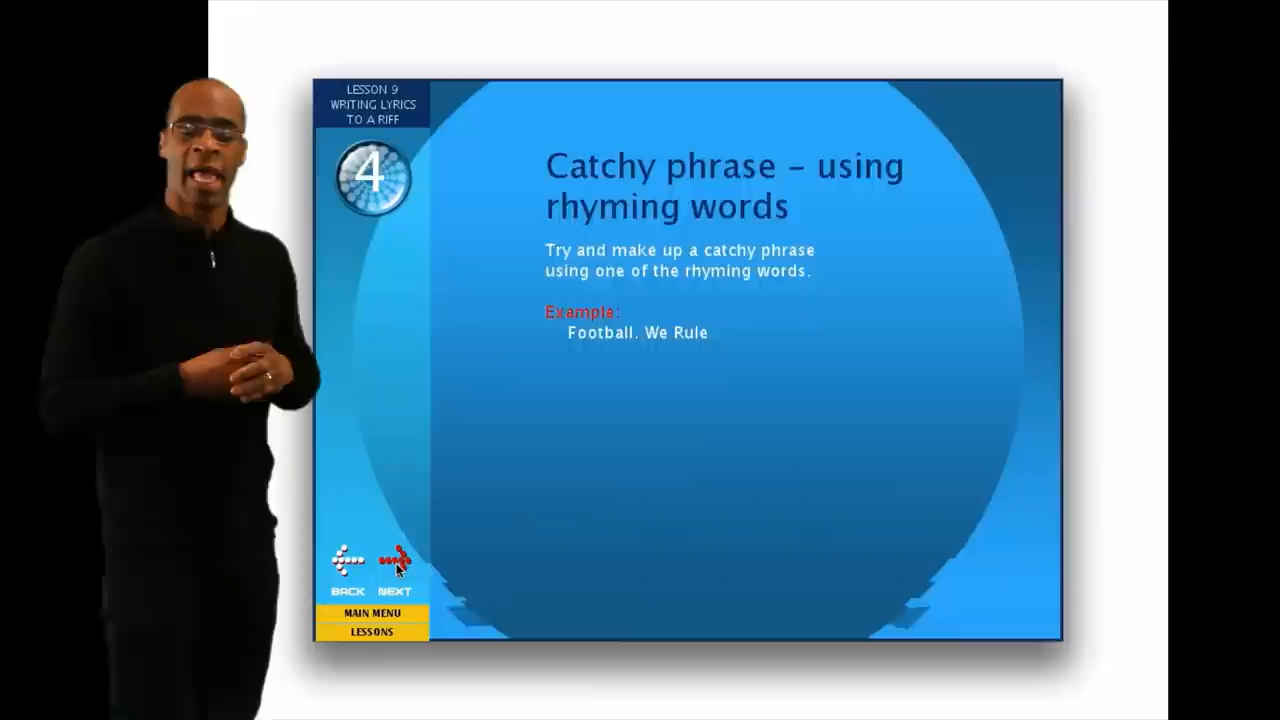 LESSON 9
WRITING LYRICS
TO A RIFF
4
Catchy phrase – using
rhyming words
Try and make up a catchy phrase
using one of the rhyming words.
Example:
Football. We Rule
BACK NEXT
MAIN MENU
LESSONS